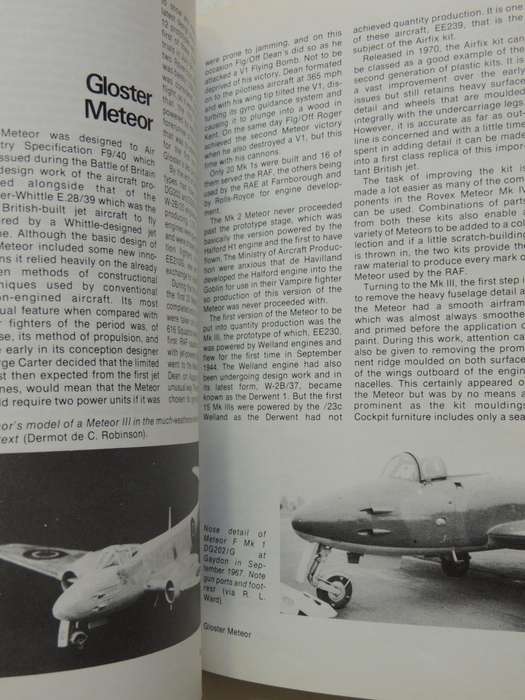 Gloster
Meteor
Meteor was designed to Air
try Specification F9/40 which
issued during the Battle of Britain
design work of the aircraft pro-
ed alongside that of the
er-Whittle E.28/39 which was the
British-built jet aircraft to fly
ered by a Whittle-designed jet
ne. Although the basic design of
Meteor included some new inno-
ns it relied heavily on the already
en methods of constructional
niques used by conventional
on-engined aircraft. Its most
ual feature when compared with
r fighters of the period was, of
se, its method of propulsion, and
e early in its conception designer
rge Carter decided that the limited
st then expected from the first jet
nes, would mean that the Meteor
ld require two power units if it was
or's model of a Meteor III in the much-weathered
text (Dermot de C. Robinson).
were prone to jamming, and on this
occasion Flg/Off Dean's did so as he
attacked a V1 Flying Bomb. Not to be
deprived of his victory, Dean formated
on to the pilotless aircraft at 365 mph
and with his wing tip tilted the V1, dis-
turbing its gyro guidance system and
causing it to plunge into a wood in
Kent. On the same day Flg/Off Roger
achieved the second Meteor victory
when he also destroyed a V1, but this
time with his cannons.
Only 20 Mk 1s were built and 16 of
them served the RAF, the others being
used by the RAE at Farnborough and
by Rolls-Royce for engine develop-
ment.
The Mk 2 Meteor never proceeded
past the prototype stage, which was
basically the version powered by the
Halford H1 engine and the first to have
flown. The Ministry of Aircraft Produc-
tion were anxious that de Havilland
developed the Halford engine into the
Goblin for use in their Vampire fighter
so production of this version of the
Meteor was never proceeded with.
The first version of the Meteor to be
put into quantity production was the
Mk III, the prototype of which, EE230,
was powered by Welland engines and
flew for the first time in September
1944. The Welland engine had also
been undergoing design work and in
its latest form, W-2B/37, became
known as the Derwent 1. But the first
15 Mk IIIs were powered by the /23c
Welland as the Derwent had not
achieved quantity production. It is one
of these aircraft, EE239, that is the
subject of the Airfix kit.
Released in 1970, the Airfix kit can
be classed as a good example of the
second generation of plastic kits. It is
a vast improvement over the early
issues but still retains heavy surface
detail and wheels that are moulded
integrally with the undercarriage legs.
However, it is accurate as far as out-
line is concerned and with a little time
spent in adding detail it can be made
into a first class replica of this impor-
tant British jet.
The task of improving the kit is
made a lot easier as many of the com-
ponents in the Rovex Meteor Mk IV
can be used. Combinations of parts
from both these kits also enable a
variety of Meteors to be added to a col-
lection and if a little scratch-building
is thrown in, the two kits provide the
raw material to produce every mark of
Meteor used by the RAF.
Turning to the Mk III, the first step is
to remove the heavy fuselage detail as
the Meteor had a smooth airframe
which was almost always smoothed
and primed before the application of
paint. During this work, attention can
also be given to removing the promi-
nent ridge moulded on both surfaces
of the wings outboard of the engine
nacelles. This certainly appeared on
the Meteor but was by no means as
prominent as the kit mouldings.
Cockpit furniture includes only a seat
Nose detail of
Meteor F Mk 1
DG202/G at
Gaydon in Sep-
tember 1967. Note
gun ports and foot-
rest (via R. L.
Ward).
Gloster Meteor